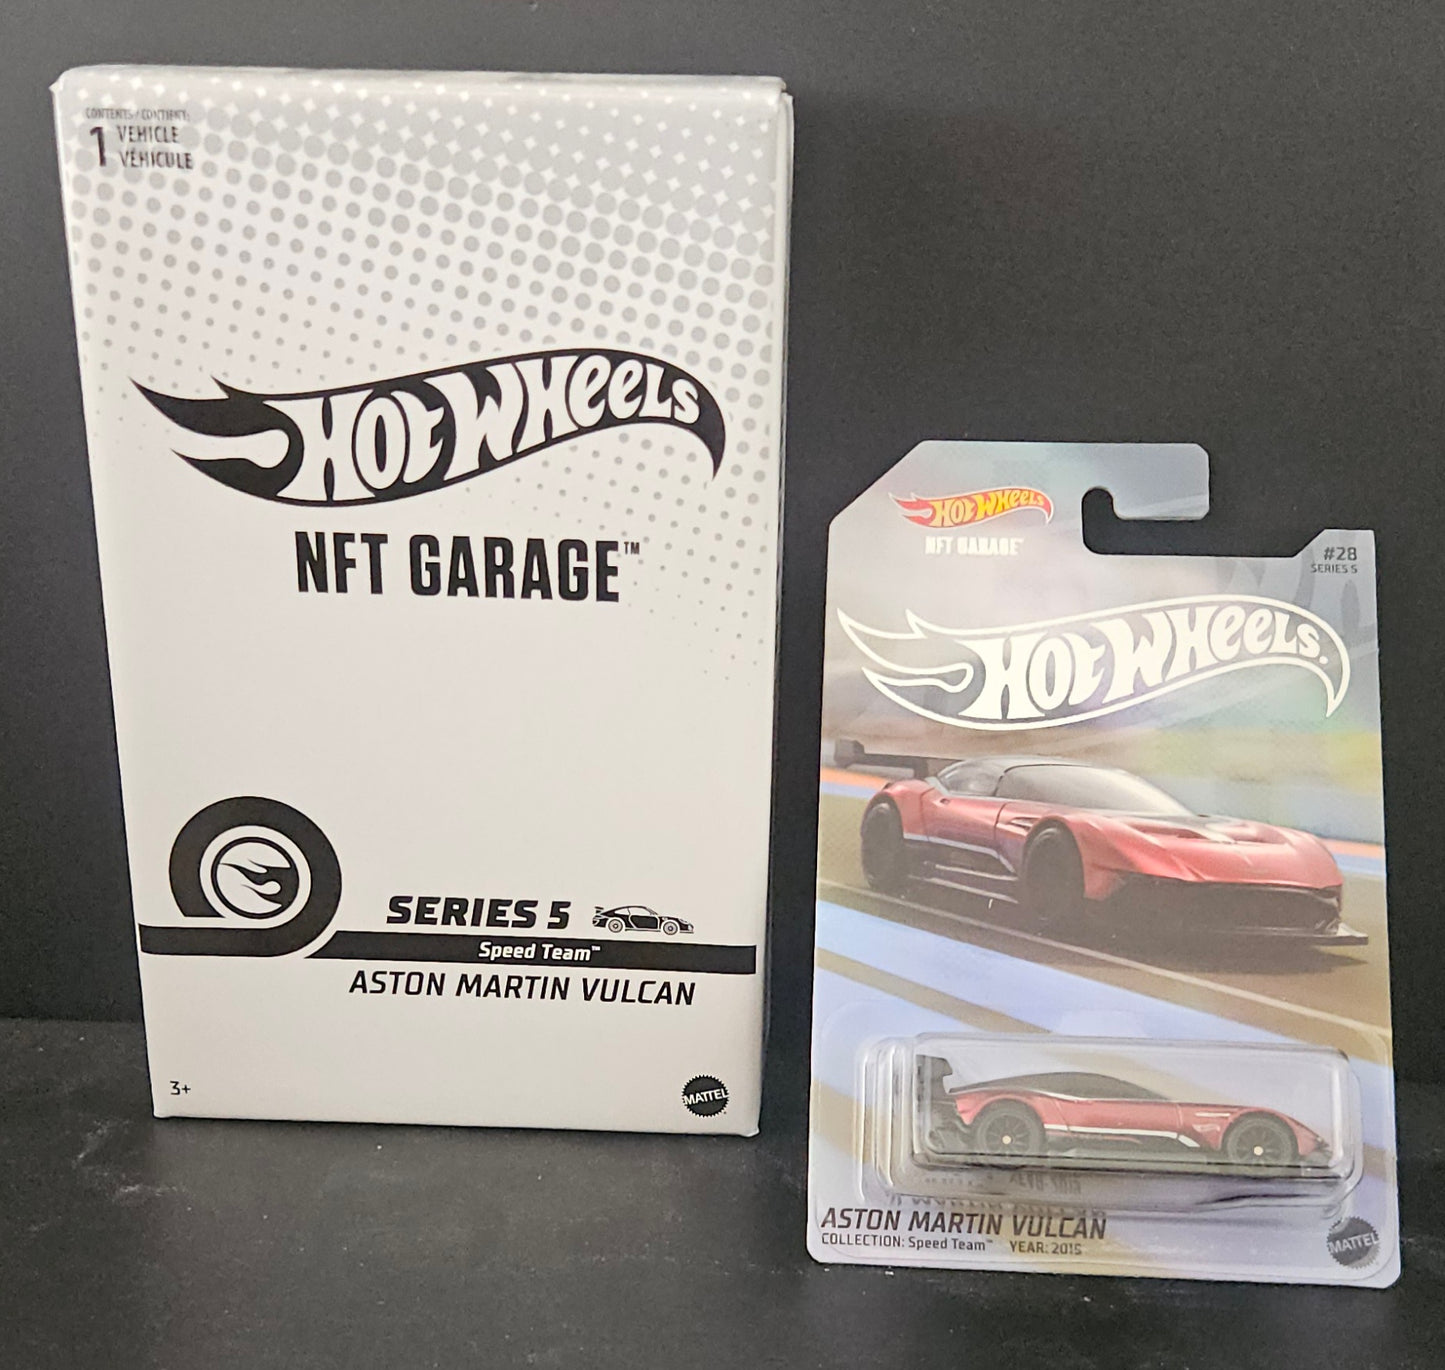 CONTENTS / CONTIENT:
1 VEHICLE
VÉHICULE
HOT WHEELS
NFT GARAGE™
SERIES 5
Speed Team™
ASTON MARTIN VULCAN
3+
MATTEL
HOT WHEELS
NFT GARAGE™
#28
SERIES 5
HOT WHEELS.
ASTON MARTIN VULCAN
COLLECTION: Speed Team™ YEAR: 2015
MATTEL